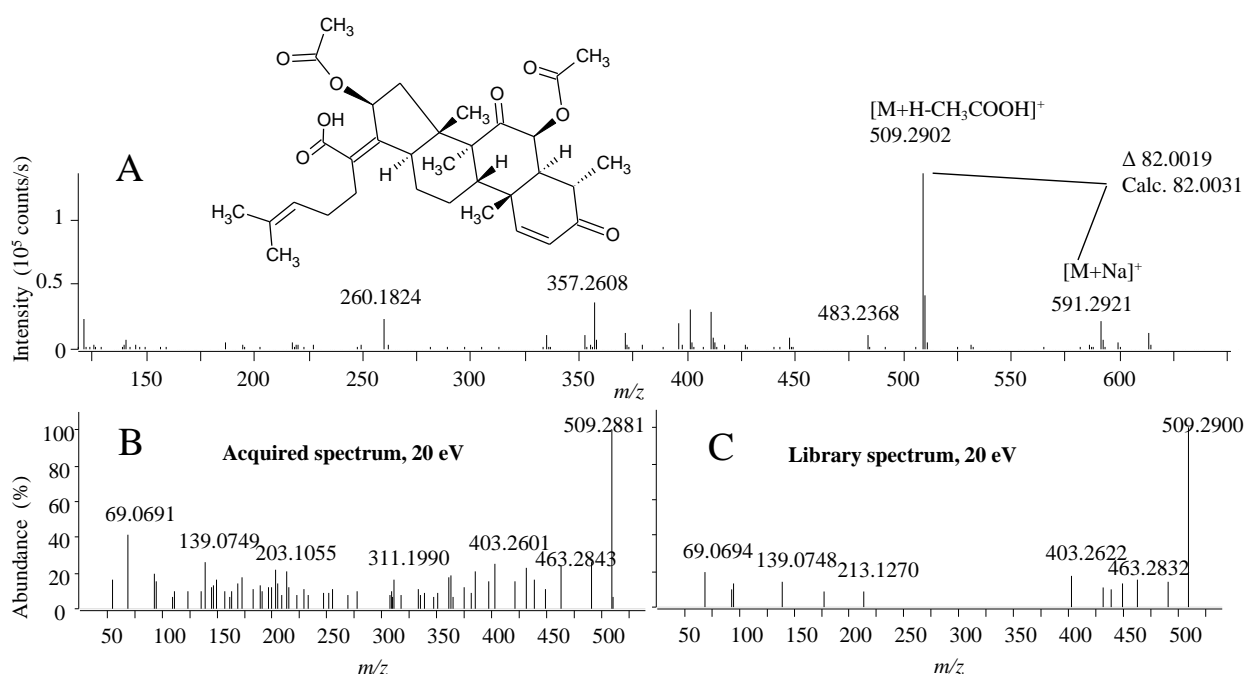 CH3
O
O
CH3
O
O
O
OH
O
CH3
H3C
H
H
H
CH3
H3C
H3C
CH3
O
A
[M+H-CH3COOH]+
509.2902
Δ 82.0019
Calc. 82.0031
[M+Na]+
591.2921
483.2368
357.2608
260.1824
Intensity (10⁵ counts/s)
1
0.5
0
150 200 250 300 350 400 450 500 550 600
m/z
B
Acquired spectrum, 20 eV
509.2881
69.0691
139.0749
203.1055
311.1990
403.2601
463.2843
Abundance (%)
100
80
60
40
20
0
50 100 150 200 250 300 350 400 450 500
m/z
C
Library spectrum, 20 eV
509.2900
69.0694
139.0748
213.1270
403.2622
463.2832
50 100 150 200 250 300 350 400 450 500
m/z